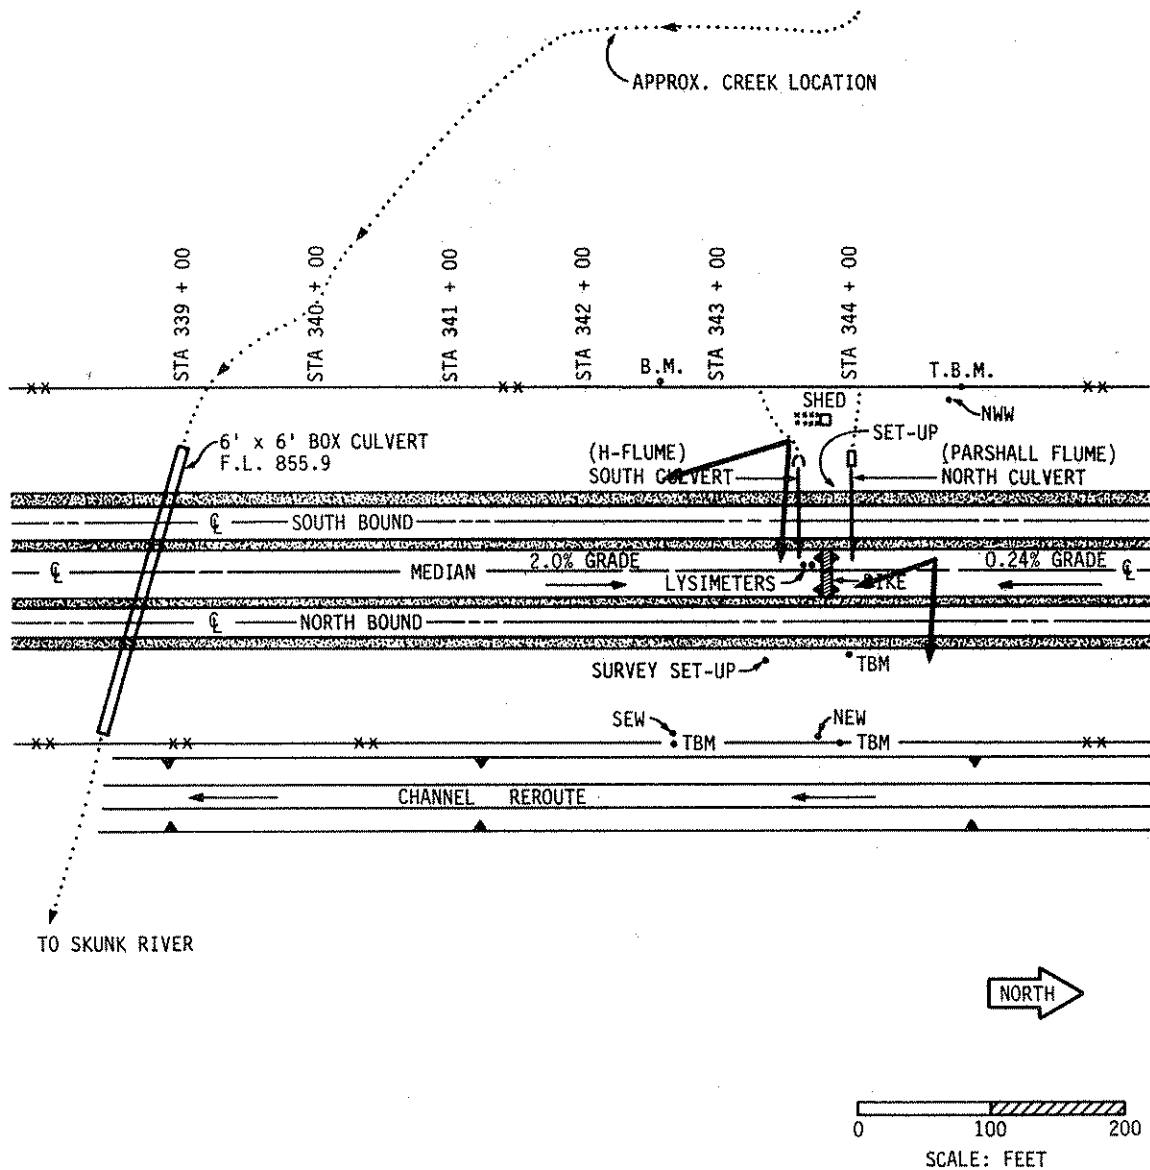 APPROX. CREEK LOCATION
STA 339 + 00
STA 340 + 00
STA 341 + 00
STA 342 + 00
STA 343 + 00
STA 344 + 00
B.M.
T.B.M.
SHED
NWW
SET-UP
6' x 6' BOX CULVERT
F.L. 855.9
(H-FLUME)
SOUTH CULVERT
(PARSHALL FLUME)
NORTH CULVERT
℄ SOUTH BOUND
℄ MEDIAN
2.0% GRADE
0.24% GRADE ℄
LYSIMETERS
DIKE
℄ NORTH BOUND
SURVEY SET-UP
TBM
SEW
TBM
NEW
TBM
CHANNEL REROUTE
TO SKUNK RIVER
NORTH
0 100 200
SCALE: FEET